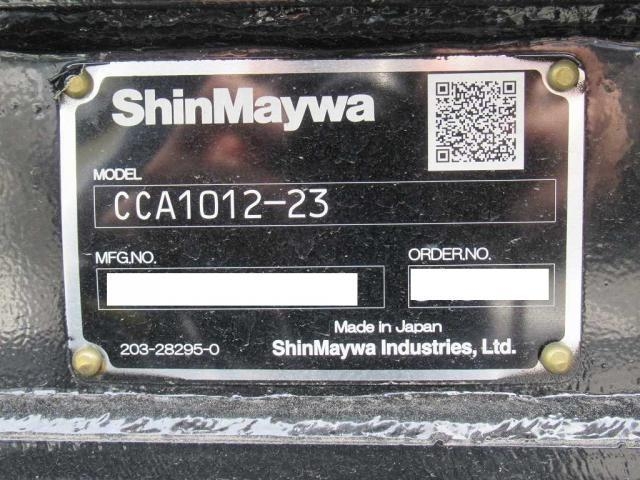 ShinMaywa
MODEL
CCA1012-23
MFG.NO.
ORDER.NO.
Made in Japan
203-28295-0
ShinMaywa Industries, Ltd.